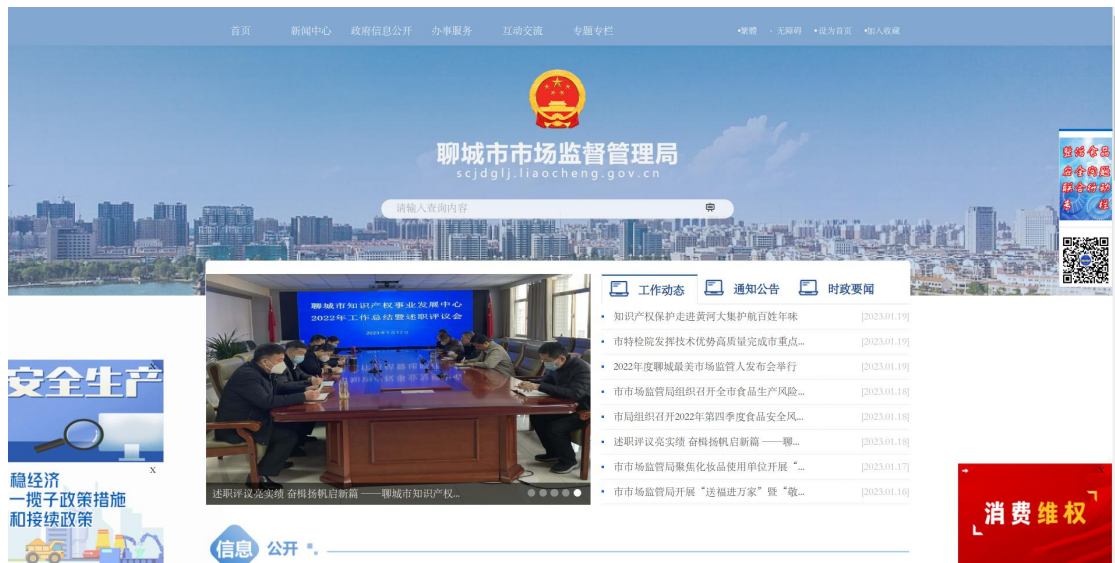 首页 新闻中心 政府信息公开 办事服务 互动交流 专题专栏 •繁體 · 无障碍 •设为首页 •加入收藏
聊城市市场监督管理局
scjdglj.liaocheng.gov.cn
请输入查询内容
整治食品
安全问题
联合行动
专 栏
工作动态 通知公告 时政要闻
知识产权保护走进黄河大集护航百姓年味 [2023.01.19]
市特检院发挥技术优势高质量完成市重点... [2023.01.19]
2022年度聊城最美市场监管人发布会举行 [2023.01.19]
市市场监管局组织召开全市食品生产风险... [2023.01.18]
市局组织召开2022年第四季度食品安全风... [2023.01.18]
述职评议亮实绩 奋楫扬帆启新篇 ——聊... [2023.01.18]
市市场监管局聚焦化妆品使用单位开展“... [2023.01.17]
市市场监管局开展“送福进万家”暨“敬... [2023.01.16]
聊城市知识产权事业发展中心
2022年工作总结暨述职评议会
述职评议亮实绩 奋楫扬帆启新篇 ——聊城市知识产权...
安全生产
X
稳经济
一揽子政策措施
和接续政策
X
消费维权
信息 公开